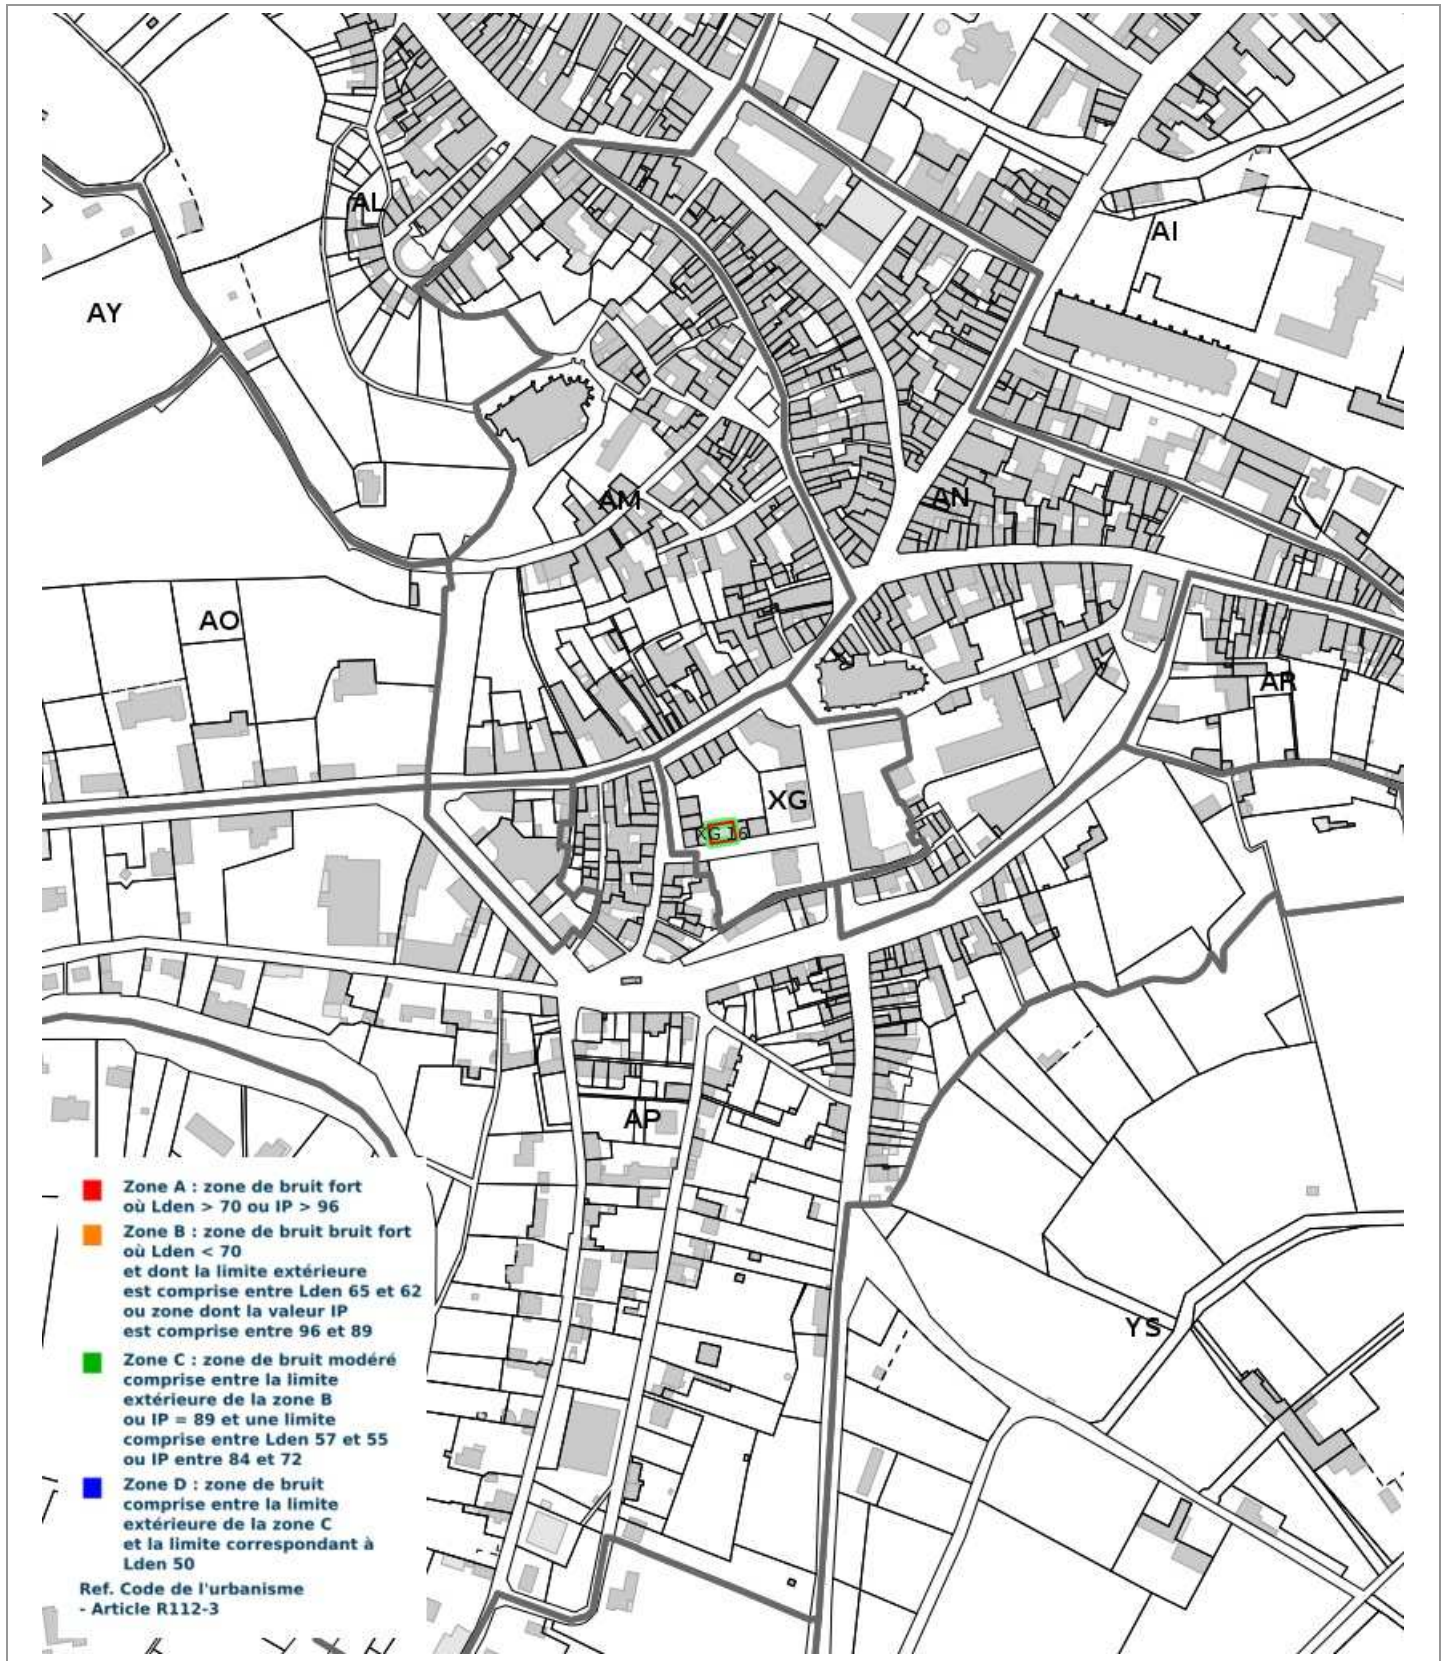 AL
AI
AY
AM
AN
AO
AR
XG
XG 16
AP
YS
Zone A : zone de bruit fort
où Lden > 70 ou IP > 96
Zone B : zone de bruit bruit fort
où Lden < 70
et dont la limite extérieure
est comprise entre Lden 65 et 62
ou zone dont la valeur IP
est comprise entre 96 et 89
Zone C : zone de bruit modéré
comprise entre la limite
extérieure de la zone B
ou IP = 89 et une limite
comprise entre Lden 57 et 55
ou IP entre 84 et 72
Zone D : zone de bruit
comprise entre la limite
extérieure de la zone C
et la limite correspondant à
Lden 50
Ref. Code de l'urbanisme
- Article R112-3